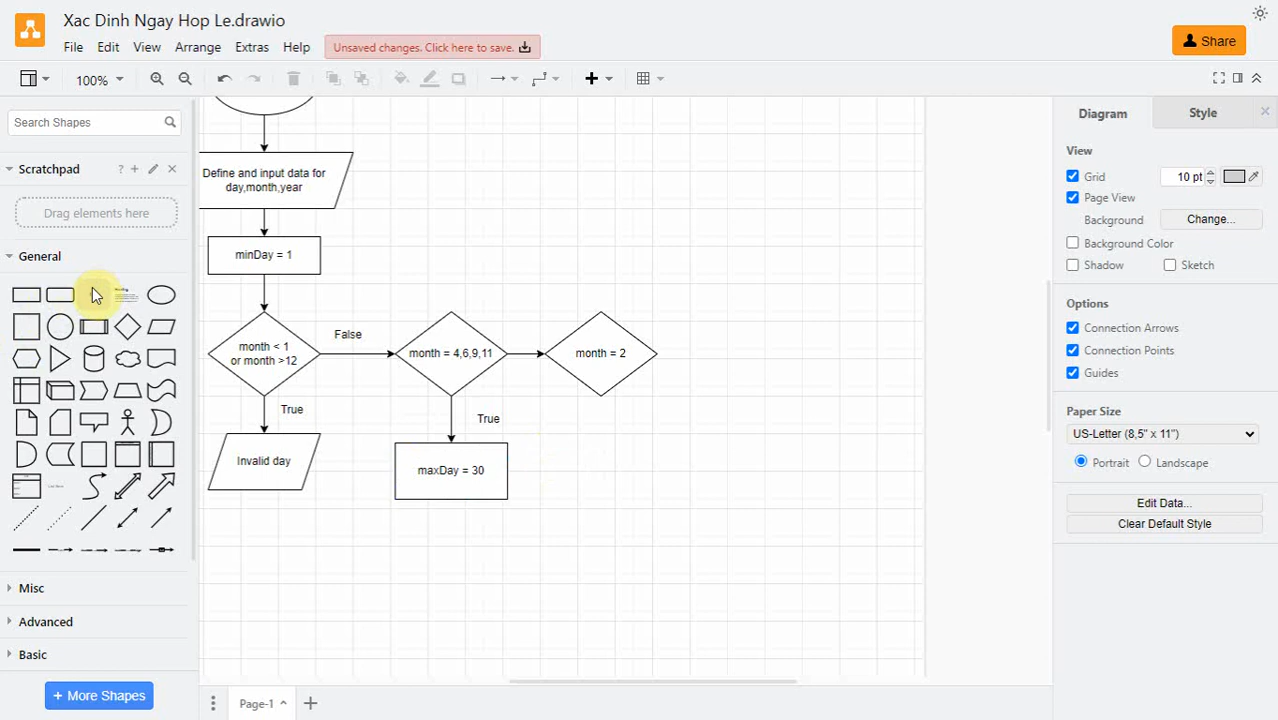 Xac Dinh Ngay Hop Le.drawio
File Edit View Arrange Extras Help Unsaved changes. Click here to save.
Share
100%
Search Shapes
Scratchpad
?
Drag elements here
General
Misc
Advanced
Basic
+ More Shapes
Define and input data for
day,month,year
minDay = 1
month < 1
or month >12
False
month = 4,6,9,11
month = 2
True
True
Invalid day
maxDay = 30
Page-1
Diagram Style
View
Grid 10 pt
Page View
Background Change...
Background Color
Shadow Sketch
Options
Connection Arrows
Connection Points
Guides
Paper Size
US-Letter (8,5" x 11")
Portrait Landscape
Edit Data...
Clear Default Style